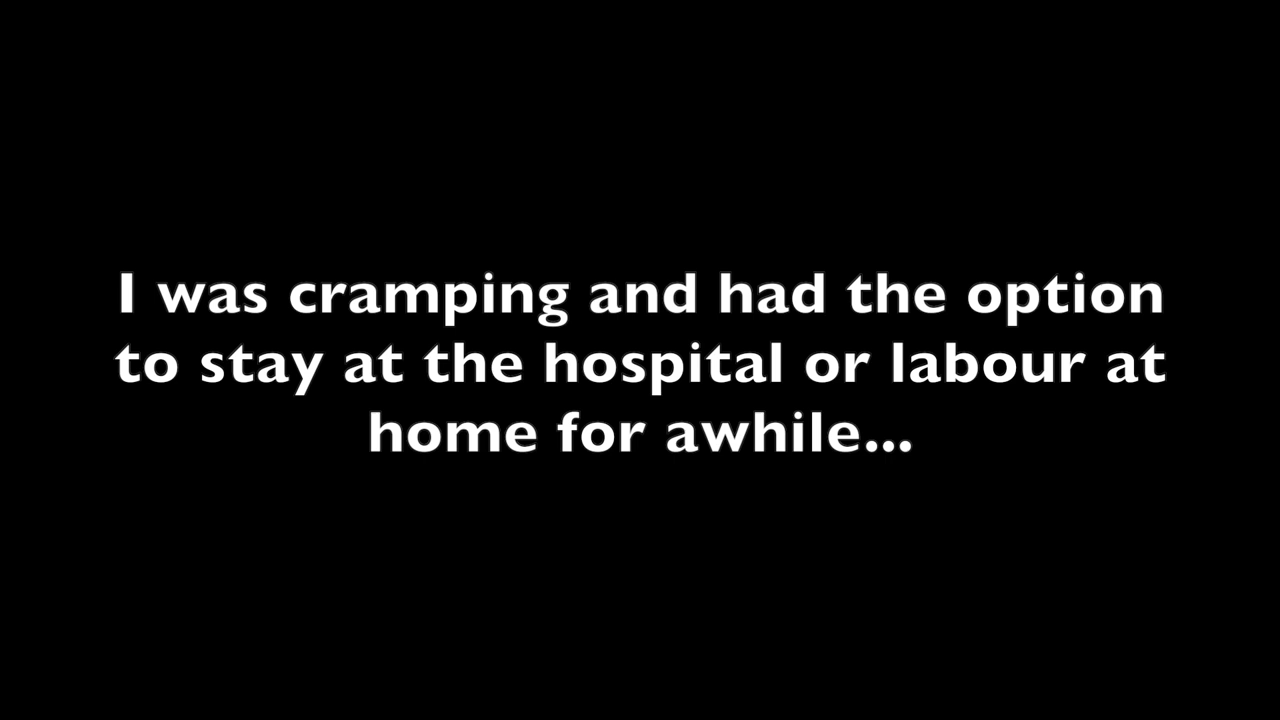 I was cramping and had the option
to stay at the hospital or labour at
home for awhile...